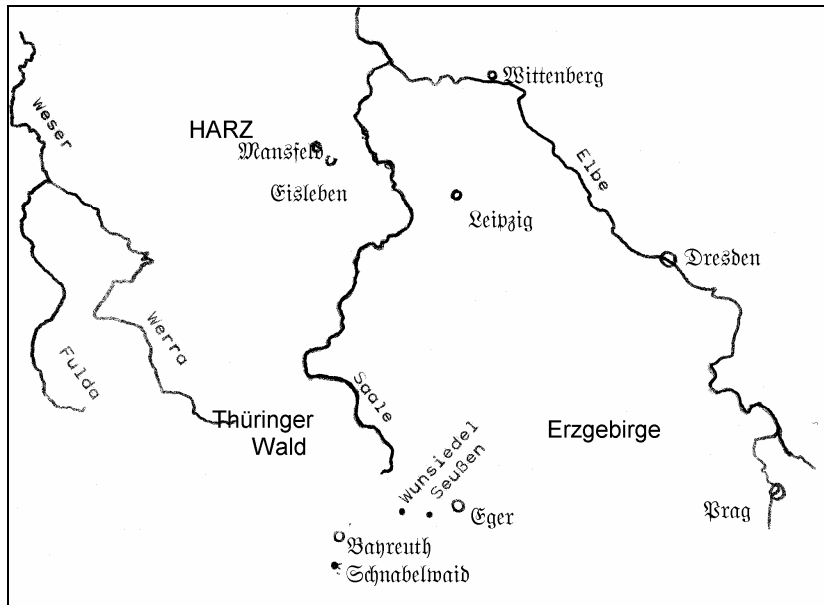 Wittenberg
Weser
HARZ
Mansfeld
Eisleben
Elbe
Leipzig
Dresden
Werra
Fulda
Saale
Thüringer
Wald
Erzgebirge
Wunsiedel
Seußen
Eger
Prag
Bayreuth
Schnabelwaid